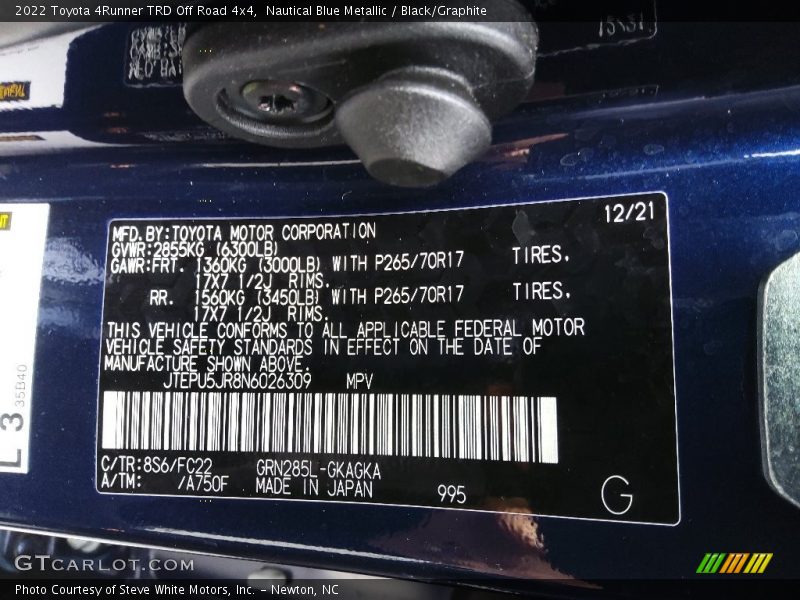 2022 Toyota 4Runner TRD Off Road 4x4, Nautical Blue Metallic / Black/Graphite
12/21
MFD. BY: TOYOTA MOTOR CORPORATION
GVWR: 2855KG (6300LB)
GAWR: FRT. 1360KG (3000LB) WITH P265/70R17 TIRES.
17X7 1/2J RIMS.
RR. 1560KG (3450LB) WITH P265/70R17 TIRES.
17X7 1/2J RIMS.
THIS VEHICLE CONFORMS TO ALL APPLICABLE FEDERAL MOTOR
VEHICLE SAFETY STANDARDS IN EFFECT ON THE DATE OF
MANUFACTURE SHOWN ABOVE.
JTEPU5JR8N6026309 MPV
C/TR: 8S6/FC22 GRN285L-GKAGKA
A/TM: /A750F MADE IN JAPAN 995
G
L 3
35B40
GTCARLOT.COM
Photo Courtesy of Steve White Motors, Inc. – Newton, NC